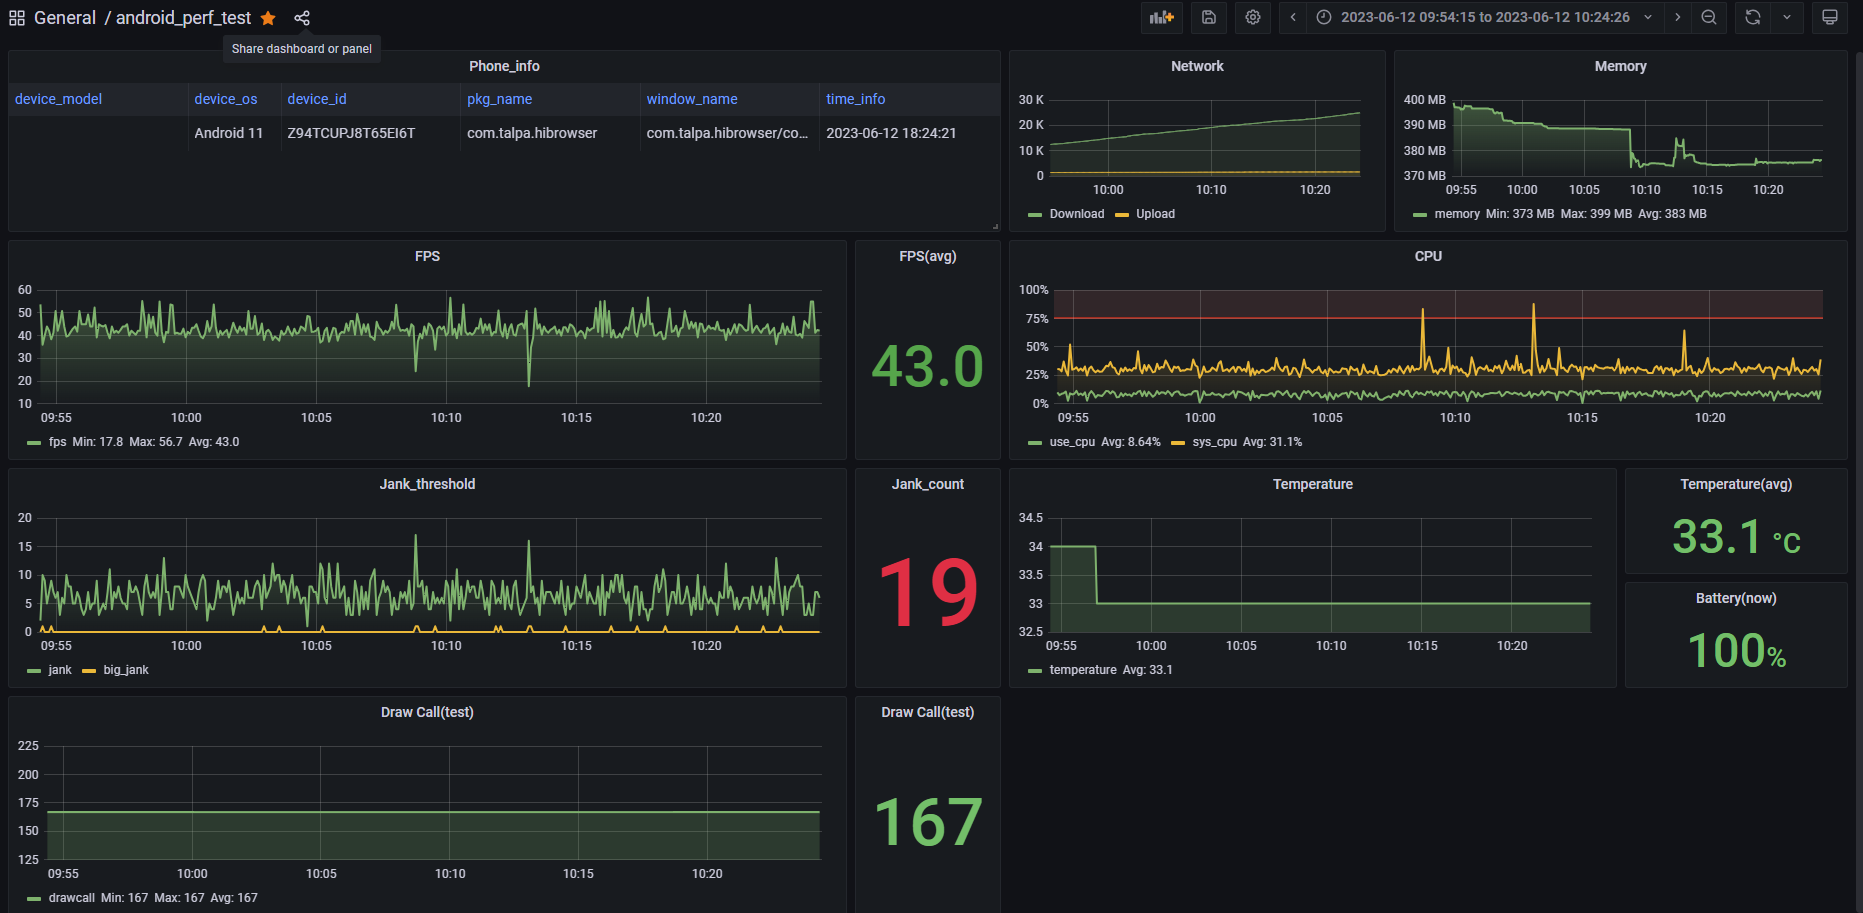 General / android_perf_test
2023-06-12 09:54:15 to 2023-06-12 10:24:26
Share dashboard or panel
Phone_info
device_model device_os device_id pkg_name window_name time_info
Android 11 Z94TCUPJ8T65EI6T com.talpa.hibrowser com.talpa.hibrowser/co... 2023-06-12 18:24:21
Network
30 K
20 K
10 K
0
10:00 10:10 10:20
Download Upload
Memory
400 MB
390 MB
380 MB
370 MB
09:55 10:00 10:05 10:10 10:15 10:20
memory Min: 373 MB Max: 399 MB Avg: 383 MB
FPS
60
50
40
30
20
10
09:55 10:00 10:05 10:10 10:15 10:20
fps Min: 17.8 Max: 56.7 Avg: 43.0
FPS(avg)
43.0
CPU
100%
75%
50%
25%
0%
09:55 10:00 10:05 10:10 10:15 10:20
use_cpu Avg: 8.64% sys_cpu Avg: 31.1%
Jank_threshold
20
15
10
5
0
09:55 10:00 10:05 10:10 10:15 10:20
jank big_jank
Jank_count
19
Temperature
34.5
34
33.5
33
32.5
09:55 10:00 10:05 10:10 10:15 10:20
temperature Avg: 33.1
Temperature(avg)
33.1 °C
Battery(now)
100%
Draw Call(test)
225
200
175
150
125
09:55 10:00 10:05 10:10 10:15 10:20
drawcall Min: 167 Max: 167 Avg: 167
Draw Call(test)
167